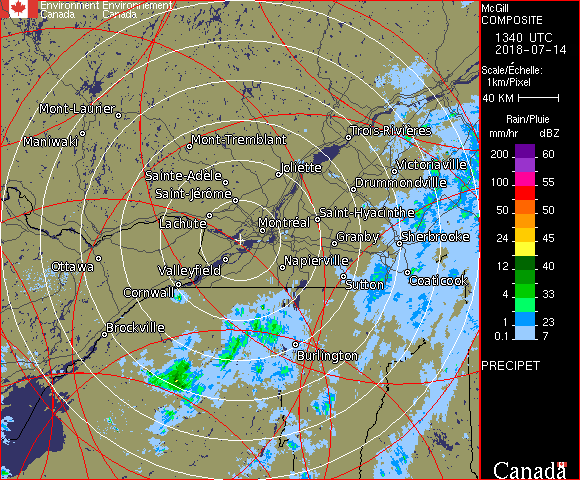 Environment Environnement
Canada Canada
McGill
COMPOSITE
1340 UTC
2018-07-14
Scale/Échelle:
1km/Pixel
40 KM
Rain/Pluie
mm/hr dBZ
200 60
100 55
50 50
24 45
12 40
4 33
1 23
0.1 7
PRECIPET
Canada
Mont-Laurier
Maniwaki
Mont-Tremblant
Trois-Rivières
Sainte-Adèle
Joliette
Victoriaville
Saint-Jérôme
Drummondville
Lachute
Montréal
Saint-Hyacinthe
Granby
Sherbrooke
Ottawa
Valleyfield
Napierville
Cornwall
Sutton
Coaticook
Brockville
Burlington